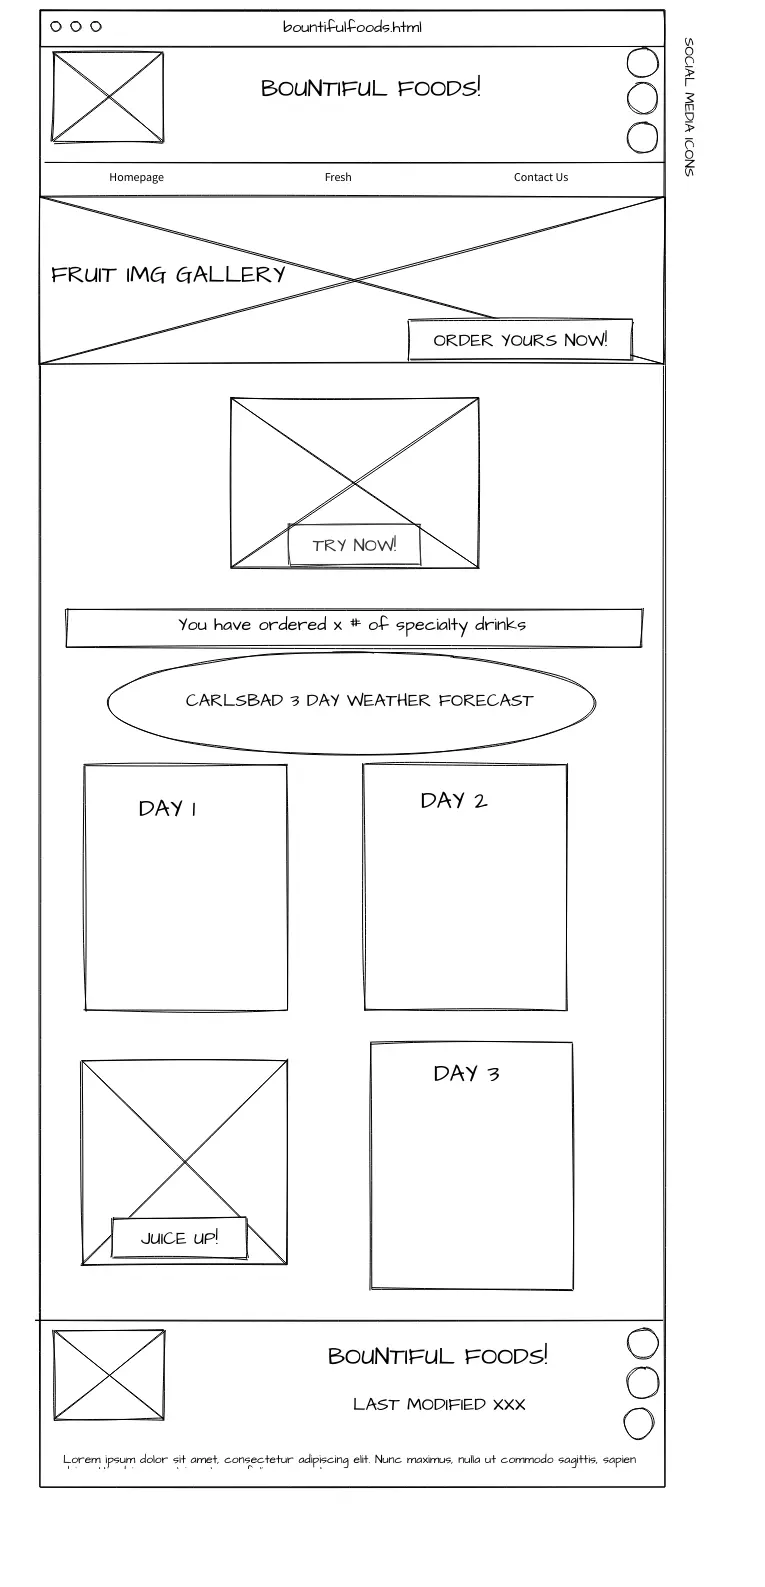 bountifulfoods.html
BOUNTIFUL FOODS!
SOCIAL MEDIA ICONS
Homepage Fresh Contact Us
FRUIT IMG GALLERY
ORDER YOURS NOW!
TRY NOW!
You have ordered x # of specialty drinks
CARLSBAD 3 DAY WEATHER FORECAST
DAY 1
DAY 2
DAY 3
JUICE UP!
BOUNTIFUL FOODS!
LAST MODIFIED XXX
Lorem ipsum dolor sit amet, consectetur adipiscing elit. Nunc maximus, nulla ut commodo sagittis, sapien